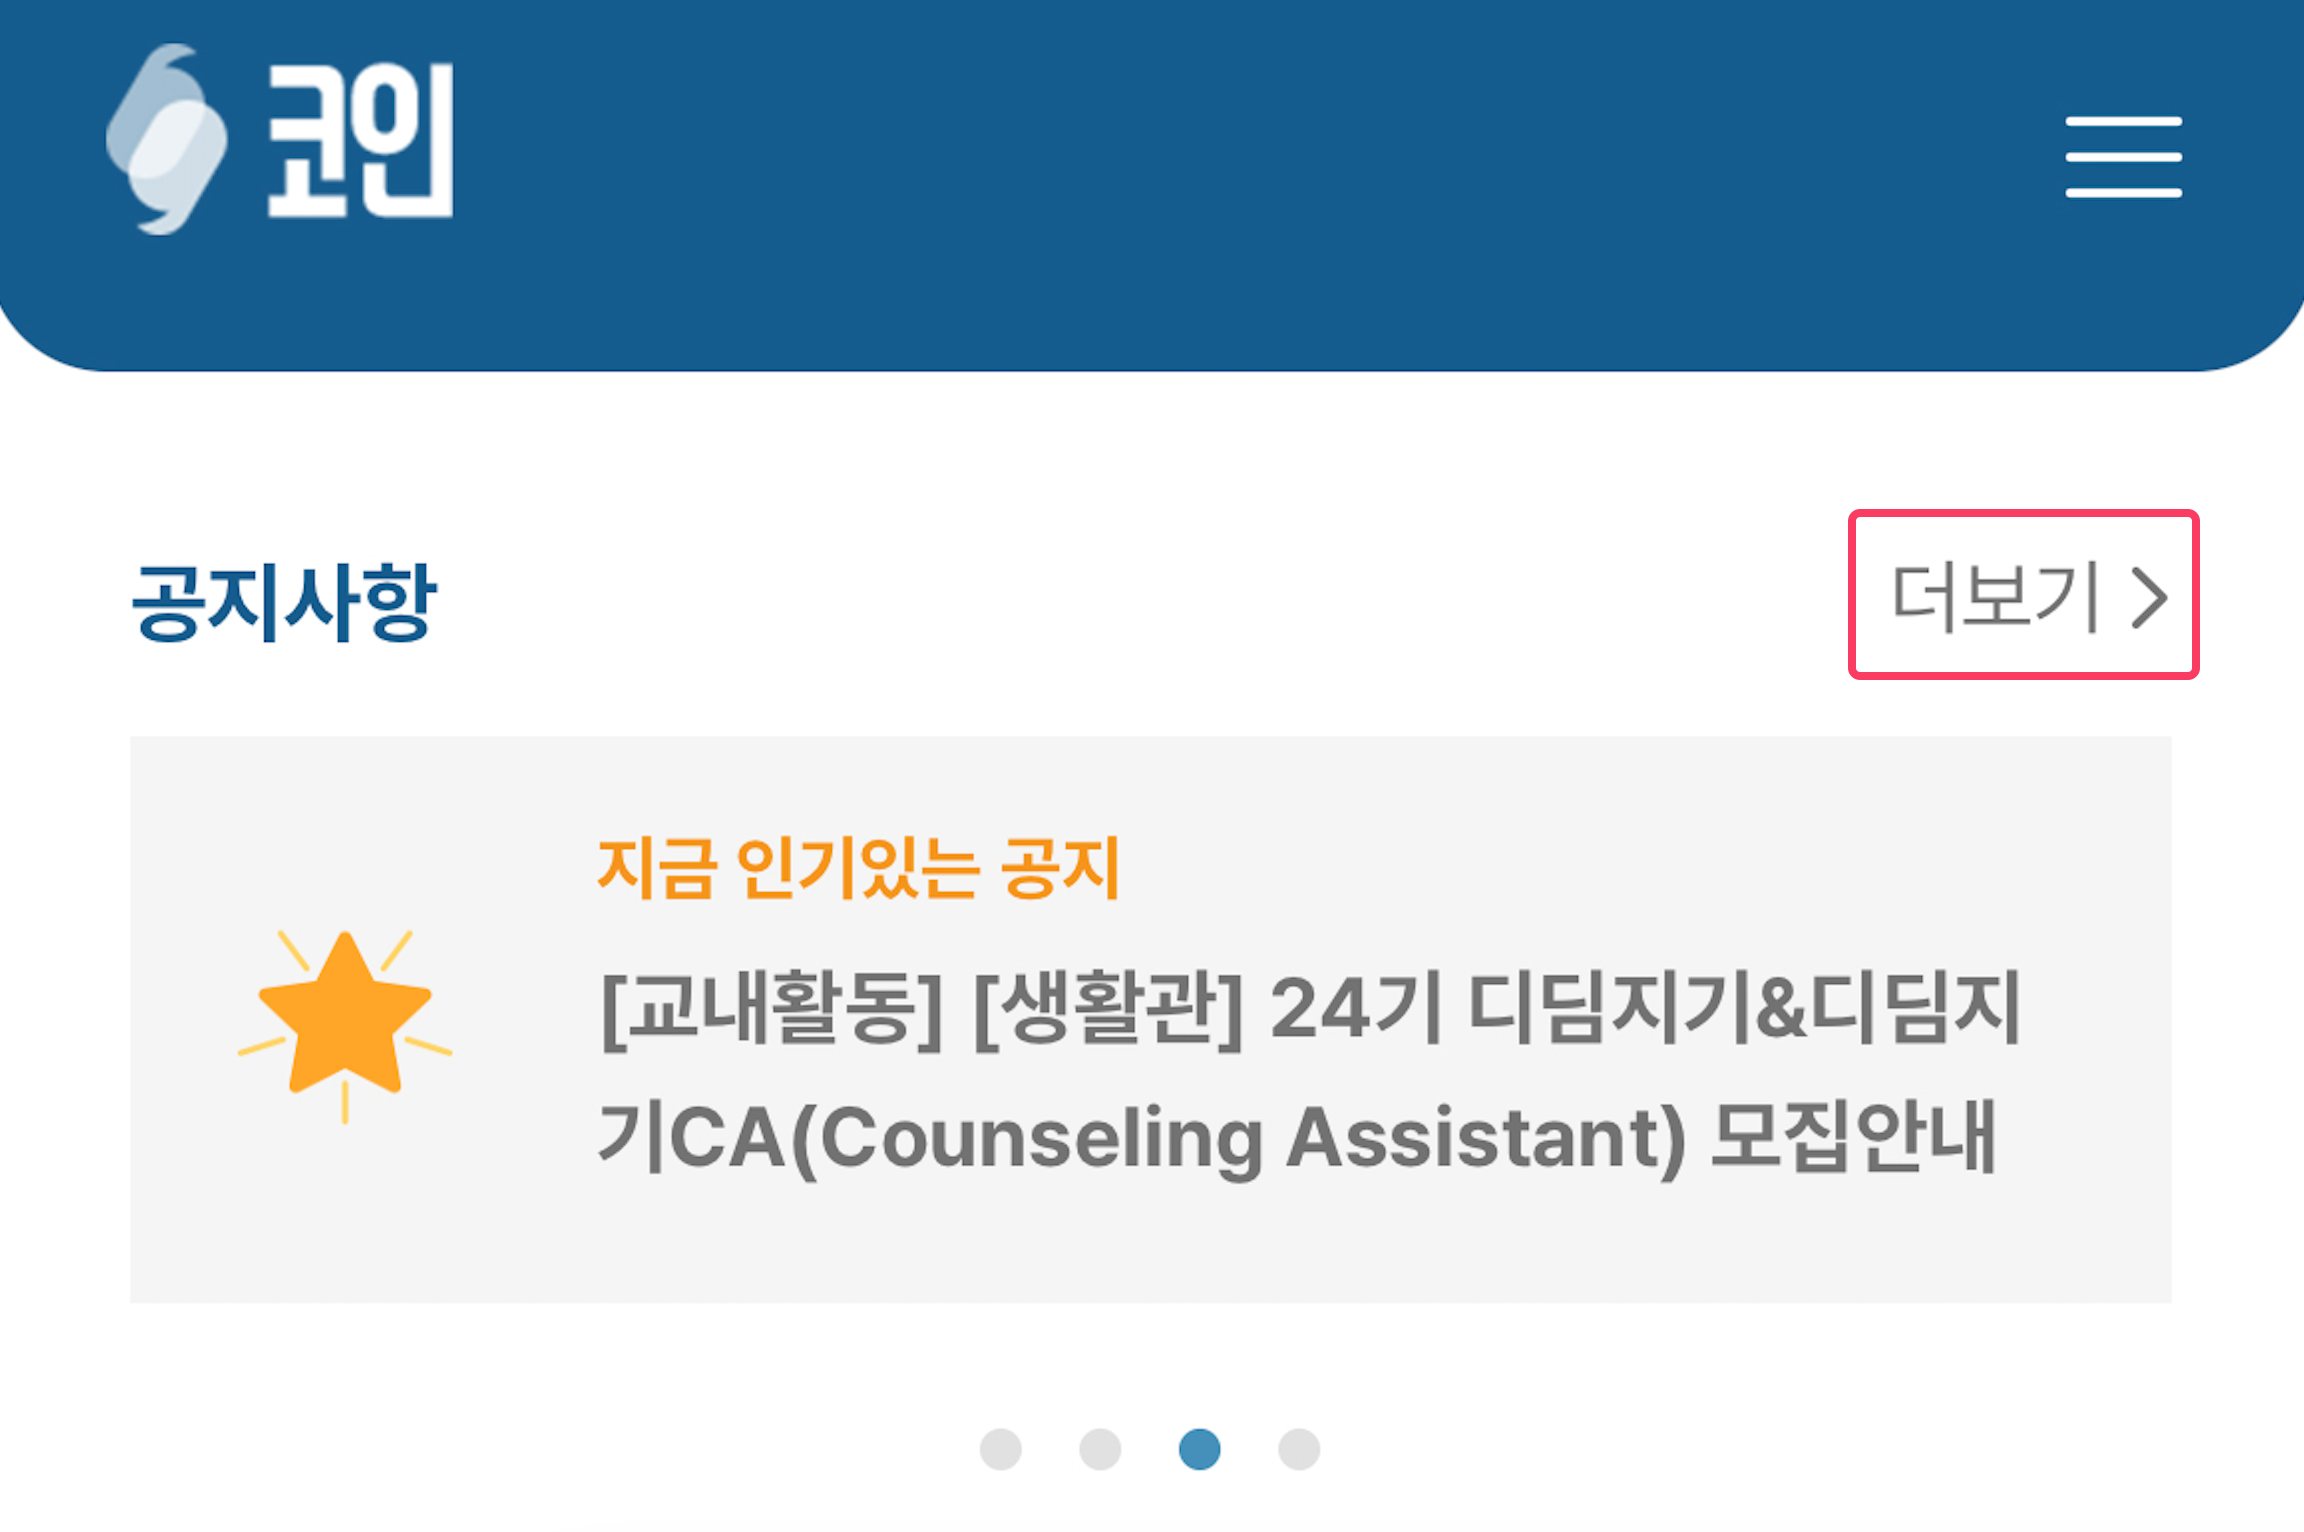 코인
공지사항
더보기
지금 인기있는 공지
[교내활동] [생활관] 24기 디딤지기&디딤지
기CA(Counseling Assistant) 모집안내